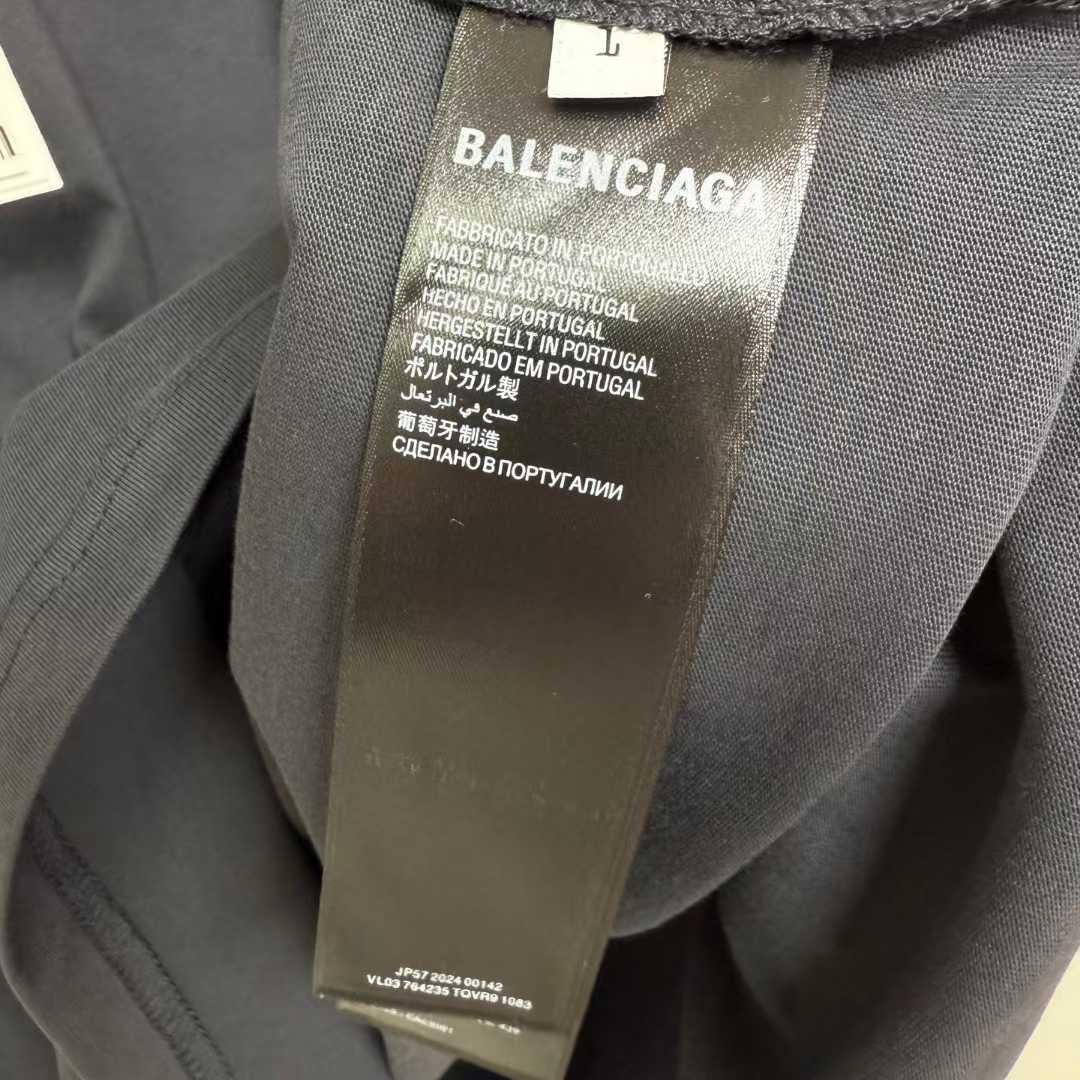 L
BALENCIAGA
FABBRICATO IN PORTOGALLO
MADE IN PORTUGAL
FABRIQUE AU PORTUGAL
HECHO EN PORTUGAL
HERGESTELLT IN PORTUGAL
FABRICADO EM PORTUGAL
ポルトガル製
صنع في البرتغال
葡萄牙制造
СДЕЛАНО В ПОРТУГАЛИИ
JP57 2024 00142
VL03 764235 TQVR9 1083